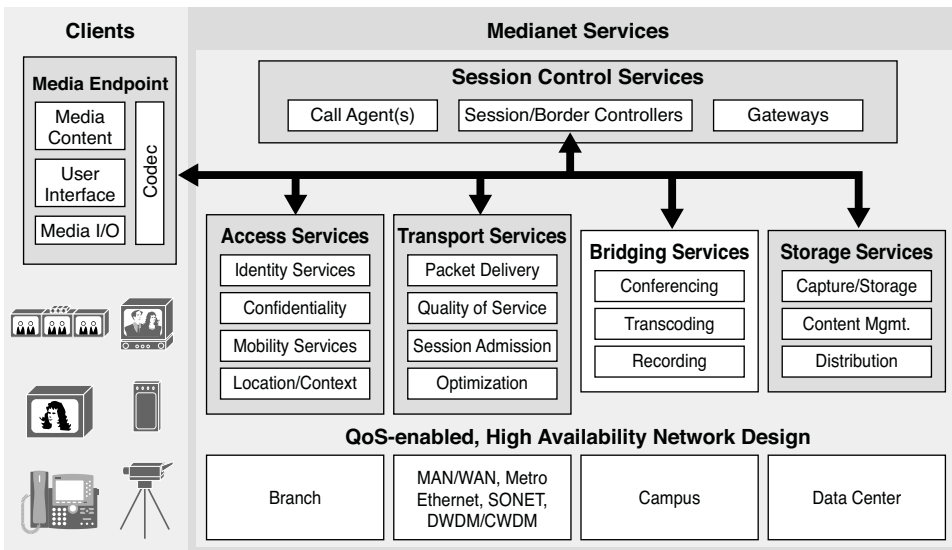 Clients
Medianet Services
Media Endpoint
Media
Content
User
Interface
Media I/O
Codec
Session Control Services
Call Agent(s)
Session/Border Controllers
Gateways
Access Services
Identity Services
Confidentiality
Mobility Services
Location/Context
Transport Services
Packet Delivery
Quality of Service
Session Admission
Optimization
Bridging Services
Conferencing
Transcoding
Recording
Storage Services
Capture/Storage
Content Mgmt.
Distribution
QoS-enabled, High Availability Network Design
Branch
MAN/WAN, Metro
Ethernet, SONET,
DWDM/CWDM
Campus
Data Center